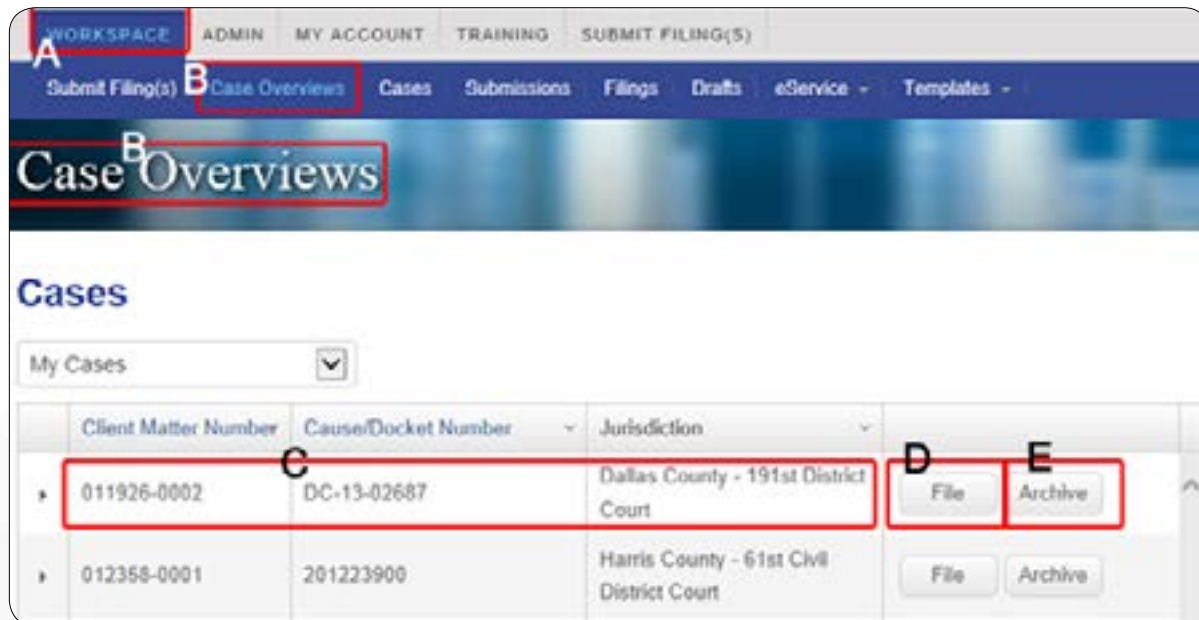 WORKSPACE ADMIN MY ACCOUNT TRAINING SUBMIT FILING(S)
A
Submit Filing(s) B Case Overviews Cases Submissions Filings Drafts eService Templates
B
Case Overviews
Cases
My Cases
Client Matter Number Cause/Docket Number Jurisdiction
C D E
011926-0002 DC-13-02687 Dallas County - 191st District Court File Archive
012358-0001 201223900 Harris County - 61st Civil District Court File Archive